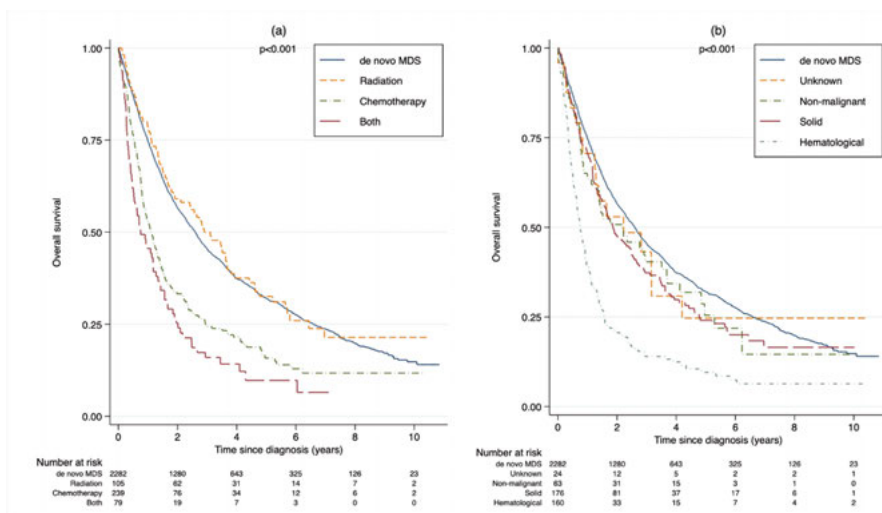 (a)
p<0.001
de novo MDS
Radiation
Chemotherapy
Both
1.00
0.75
0.50
0.25
0.00
Overall survival
0 2 4 6 8 10
Time since diagnosis (years)
Number at risk
de novo MDS 2282 1280 643 325 126 23
Radiation 105 62 31 14 7 2
Chemotherapy 239 76 34 12 6 2
Both 79 19 7 3 0 0
(b)
p<0.001
de novo MDS
Unknown
Non-malignant
Solid
Hematological
1.00
0.75
0.50
0.25
0.00
Overall survival
0 2 4 6 8 10
Time since diagnosis (years)
Number at risk
de novo MDS 2282 1280 643 325 126 23
Unknown 24 12 5 2 2 1
Non-malignant 63 31 15 3 1 0
Solid 176 81 37 17 6 1
Hematological 160 33 15 7 4 2